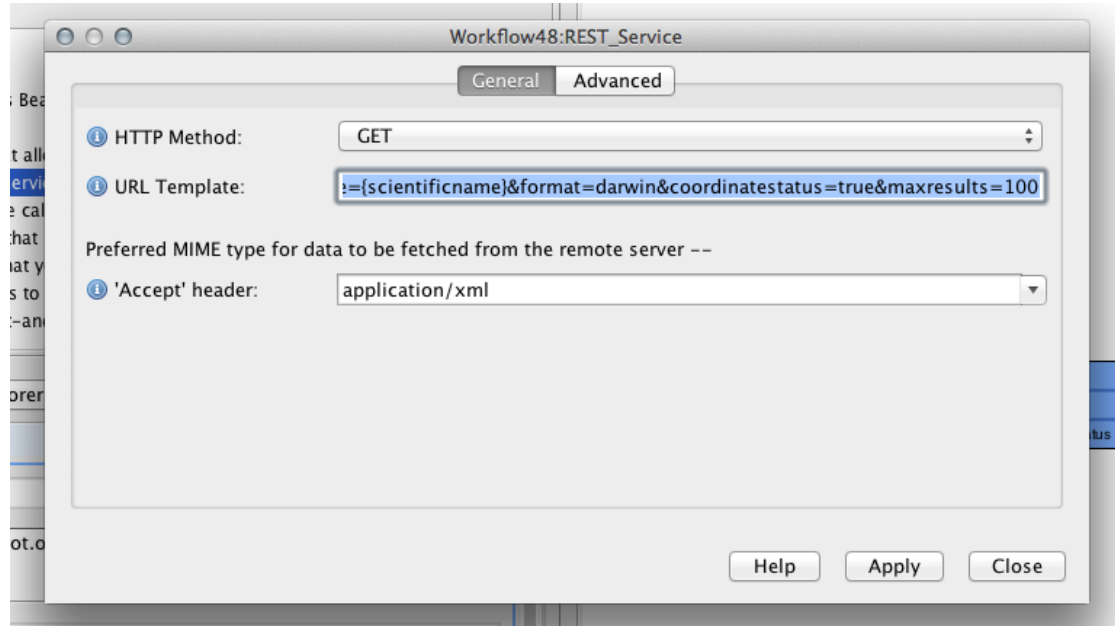 Workflow48:REST_Service
General Advanced
HTTP Method: GET
URL Template: ={scientificname}&format=darwin&coordinatestatus=true&maxresults=100
Preferred MIME type for data to be fetched from the remote server --
'Accept' header: application/xml
Help Apply Close